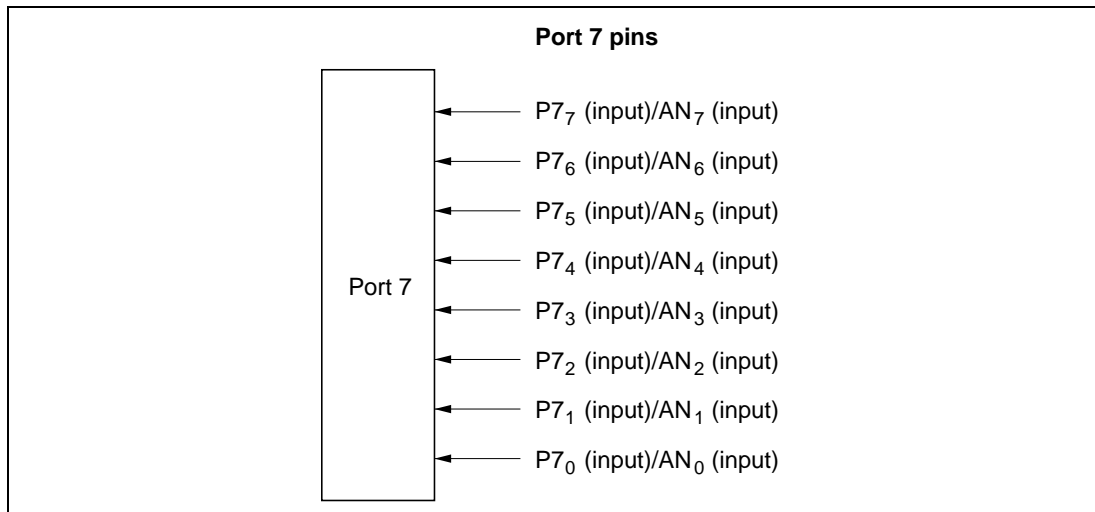 Port 7 pins
P7₇ (input)/AN₇ (input)
P7₆ (input)/AN₆ (input)
P7₅ (input)/AN₅ (input)
P7₄ (input)/AN₄ (input)
Port 7
P7₃ (input)/AN₃ (input)
P7₂ (input)/AN₂ (input)
P7₁ (input)/AN₁ (input)
P7₀ (input)/AN₀ (input)